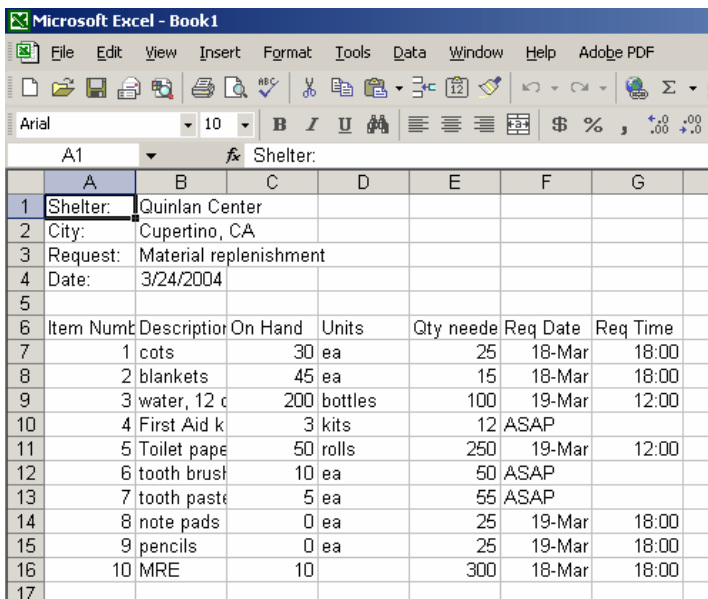 Microsoft Excel - Book1
File Edit View Insert Format Tools Data Window Help Adobe PDF
ABC 12
Arial 10 B I U $ % , .00 .00
A1 fx Shelter:
A B C D E F G
1 Shelter: Quinlan Center
2 City: Cupertino, CA
3 Request: Material replenishment
4 Date: 3/24/2004
5
6 Item Numb Description On Hand Units Qty neede Req Date Req Time
7 1 cots 30 ea 25 18-Mar 18:00
8 2 blankets 45 ea 15 18-Mar 18:00
9 3 water, 12 o 200 bottles 100 19-Mar 12:00
10 4 First Aid k 3 kits 12 ASAP
11 5 Toilet pape 50 rolls 250 19-Mar 12:00
12 6 tooth brush 10 ea 50 ASAP
13 7 tooth paste 5 ea 55 ASAP
14 8 note pads 0 ea 25 19-Mar 18:00
15 9 pencils 0 ea 25 19-Mar 18:00
16 10 MRE 10 300 18-Mar 18:00
17